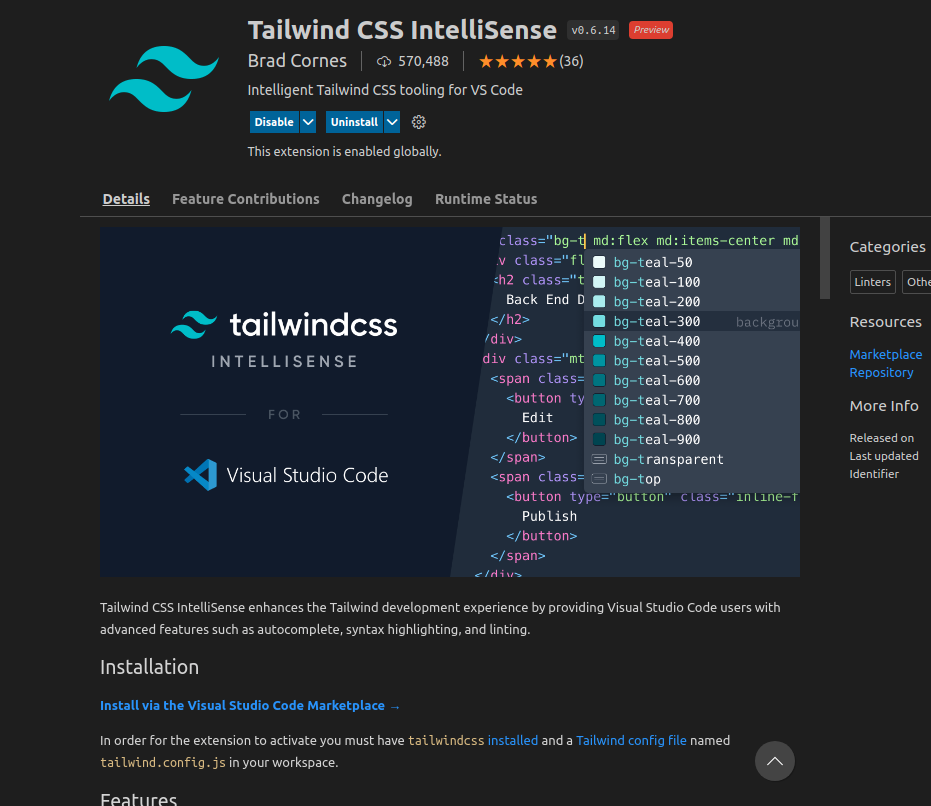 Tailwind CSS IntelliSense v0.6.14 Preview
Brad Cornes 570,488 (36)
Intelligent Tailwind CSS tooling for VS Code
Disable Uninstall
This extension is enabled globally.
Details Feature Contributions Changelog Runtime Status
tailwindcss
INTELLISENSE
FOR
Visual Studio Code
class="bg-t md:flex md:items-center md
v class="fl
<h2 class="t
Back End D
</h2>
/div>
div class="mt
<span class=
<button ty
Edit
</button>
</span>
<span class=
<button type="button" class="inline-f
Publish
</button>
</span>
</div>
bg-teal-50
bg-teal-100
bg-teal-200
bg-teal-300 backgrou
bg-teal-400
bg-teal-500
bg-teal-600
bg-teal-700
bg-teal-800
bg-teal-900
bg-transparent
bg-top
Tailwind CSS IntelliSense enhances the Tailwind development experience by providing Visual Studio Code users with
advanced features such as autocomplete, syntax highlighting, and linting.
Installation
Install via the Visual Studio Code Marketplace →
In order for the extension to activate you must have tailwindcss installed and a Tailwind config file named
tailwind.config.js in your workspace.
Features
Categories
Linters Othe
Resources
Marketplace
Repository
More Info
Released on
Last updated
Identifier